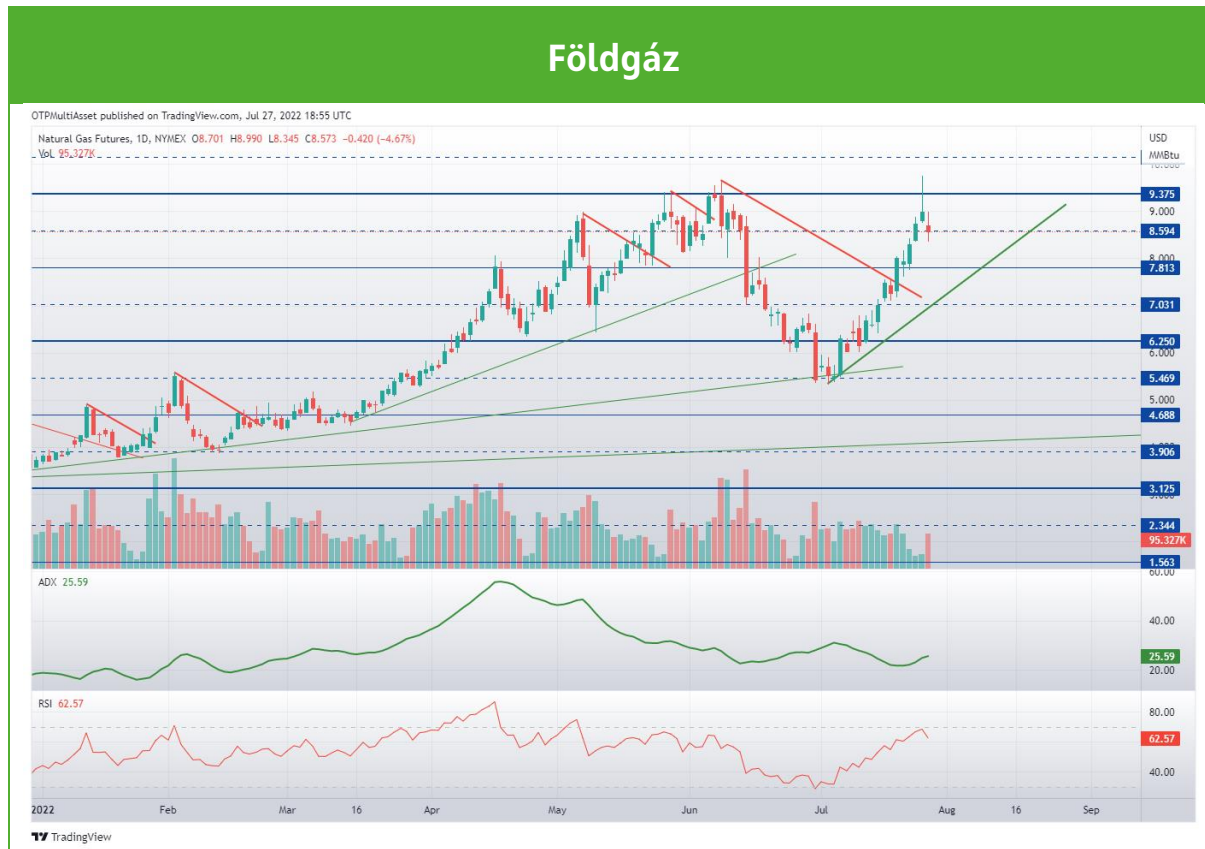 Földgáz
OTPMultiAsset published on TradingView.com, Jul 27, 2022 18:55 UTC
Natural Gas Futures, 1D, NYMEX O8.701 H8.990 L8.345 C8.573 −0.420 (−4.67%)
Vol 95.327K
USD
MMBtu
9.375
9.000
8.594
8.000
7.813
7.031
6.250
6.000
5.469
5.000
4.688
3.906
3.125
2.344
95.327K
1.563
ADX 25.59
60.00
40.00
25.59
20.00
RSI 62.57
80.00
62.57
40.00
2022 Feb Mar 16 Apr May Jun Jul Aug 16 Sep
TradingView